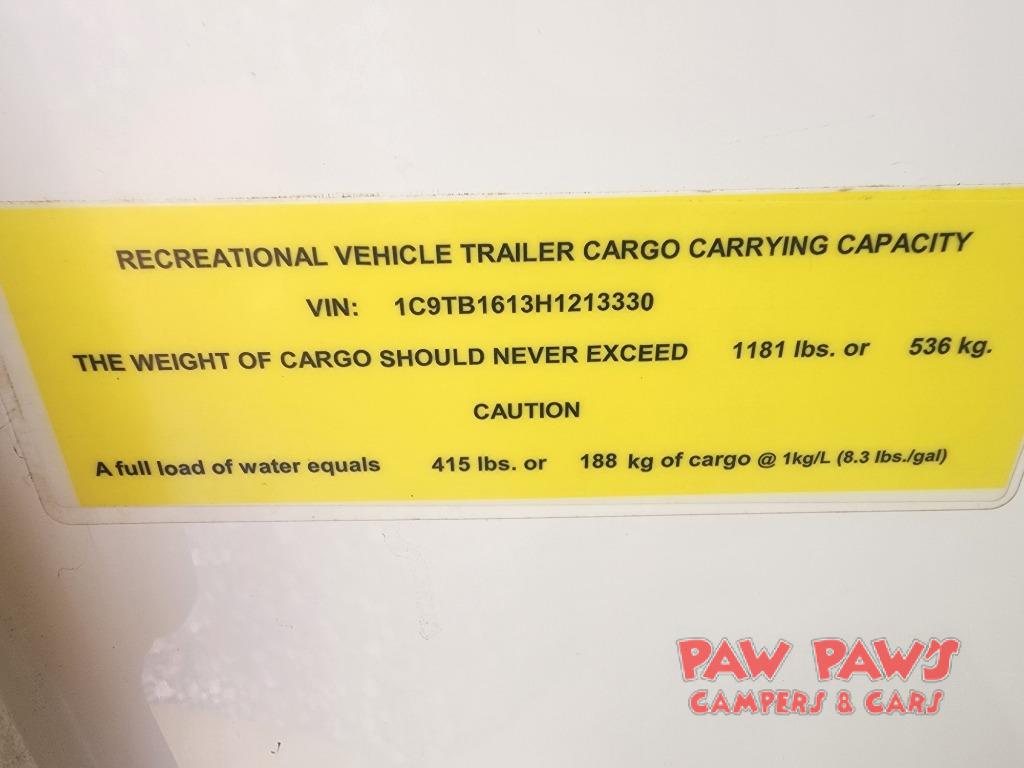 RECREATIONAL VEHICLE TRAILER CARGO CARRYING CAPACITY
VIN: 1C9TB1613H1213330
THE WEIGHT OF CARGO SHOULD NEVER EXCEED 1181 lbs. or 536 kg.
CAUTION
A full load of water equals 415 lbs. or 188 kg of cargo @ 1kg/L (8.3 lbs./gal)
PAW PAW'S
CAMPERS & CARS